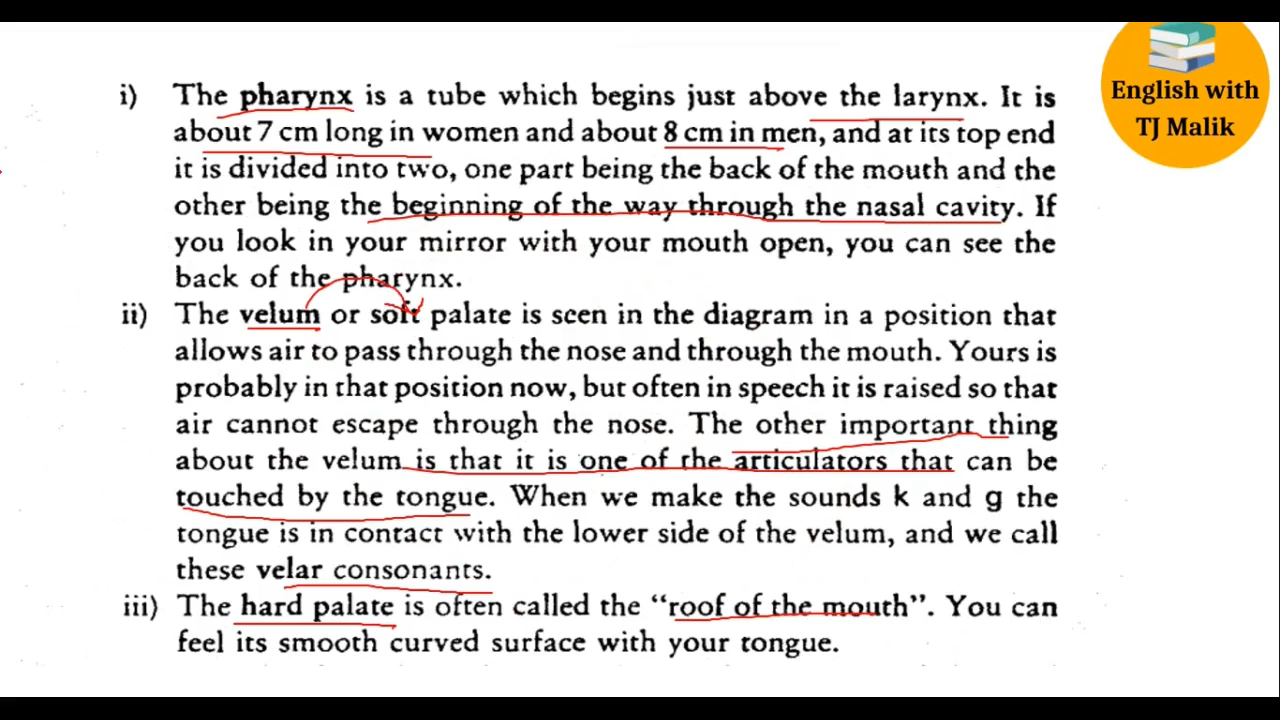 i) The pharynx is a tube which begins just above the larynx. It is
about 7 cm long in women and about 8 cm in men, and at its top end
it is divided into two, one part being the back of the mouth and the
other being the beginning of the way through the nasal cavity. If
you look in your mirror with your mouth open, you can see the
back of the pharynx.
ii) The velum or soft palate is seen in the diagram in a position that
allows air to pass through the nose and through the mouth. Yours is
probably in that position now, but often in speech it is raised so that
air cannot escape through the nose. The other important thing
about the velum is that it is one of the articulators that can be
touched by the tongue. When we make the sounds k and g the
tongue is in contact with the lower side of the velum, and we call
these velar consonants.
iii) The hard palate is often called the “roof of the mouth”. You can
feel its smooth curved surface with your tongue.
English with
TJ Malik